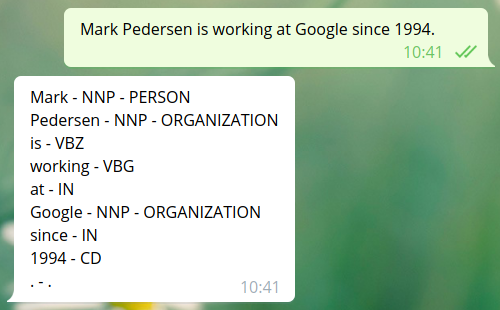 Mark Pedersen is working at Google since 1994.
10:41
Mark - NNP - PERSON
Pedersen - NNP - ORGANIZATION
is - VBZ
working - VBG
at - IN
Google - NNP - ORGANIZATION
since - IN
1994 - CD
. - .
10:41